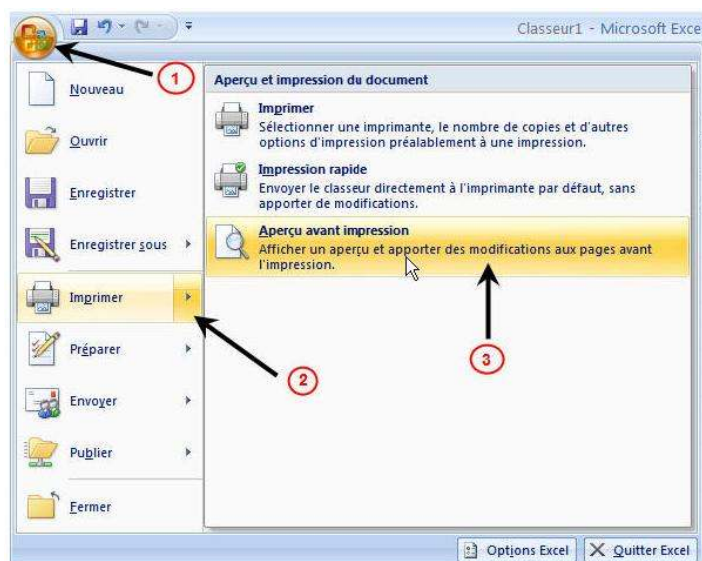 Classeur1 - Microsoft Exce
1
Nouveau
Ouvrir
Enregistrer
Enregistrer sous
Imprimer
Préparer
Envoyer
Publier
Fermer
Aperçu et impression du document
Imprimer
Sélectionner une imprimante, le nombre de copies et d'autres
options d'impression préalablement à une impression.
Impression rapide
Envoyer le classeur directement à l'imprimante par défaut, sans
apporter de modifications.
Aperçu avant impression
Afficher un aperçu et apporter des modifications aux pages avant
l'impression.
2
3
Options Excel
Quitter Excel